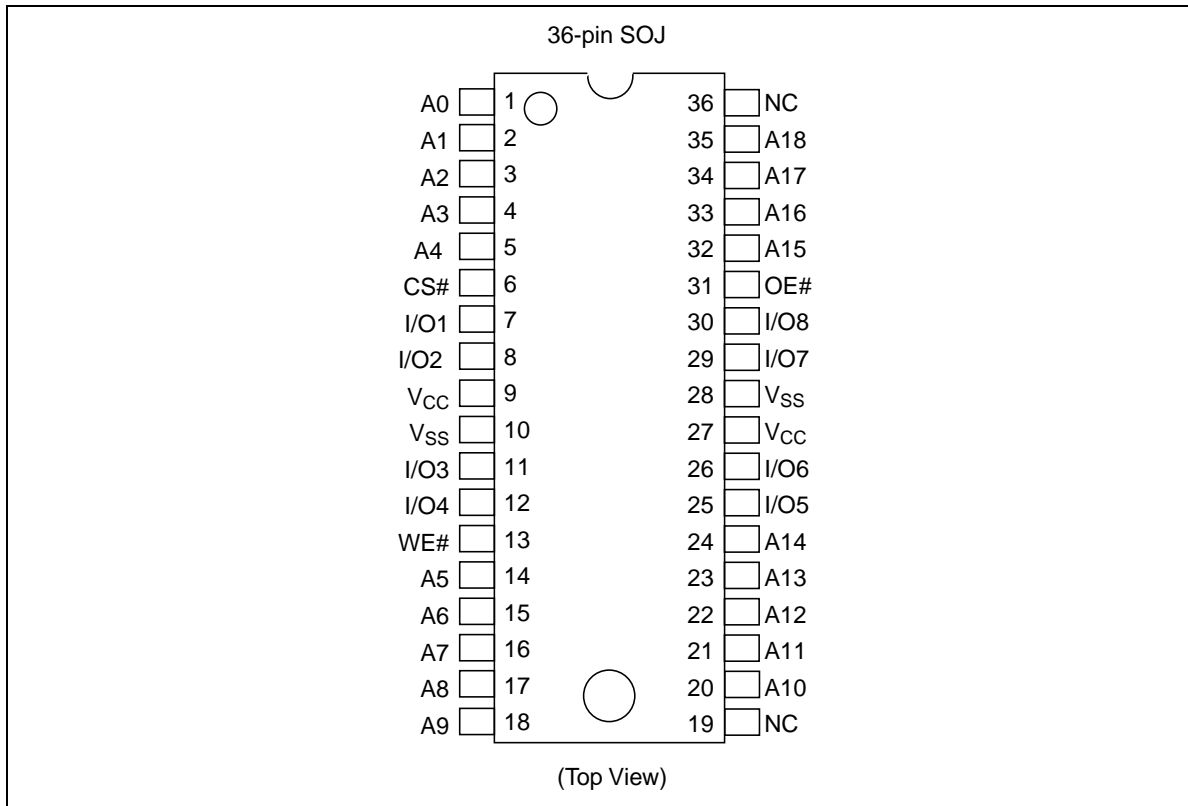 36-pin SOJ
A0 1 36 NC
A1 2 35 A18
A2 3 34 A17
A3 4 33 A16
A4 5 32 A15
CS# 6 31 OE#
I/O1 7 30 I/O8
I/O2 8 29 I/O7
VCC 9 28 VSS
VSS 10 27 VCC
I/O3 11 26 I/O6
I/O4 12 25 I/O5
WE# 13 24 A14
A5 14 23 A13
A6 15 22 A12
A7 16 21 A11
A8 17 20 A10
A9 18 19 NC
(Top View)